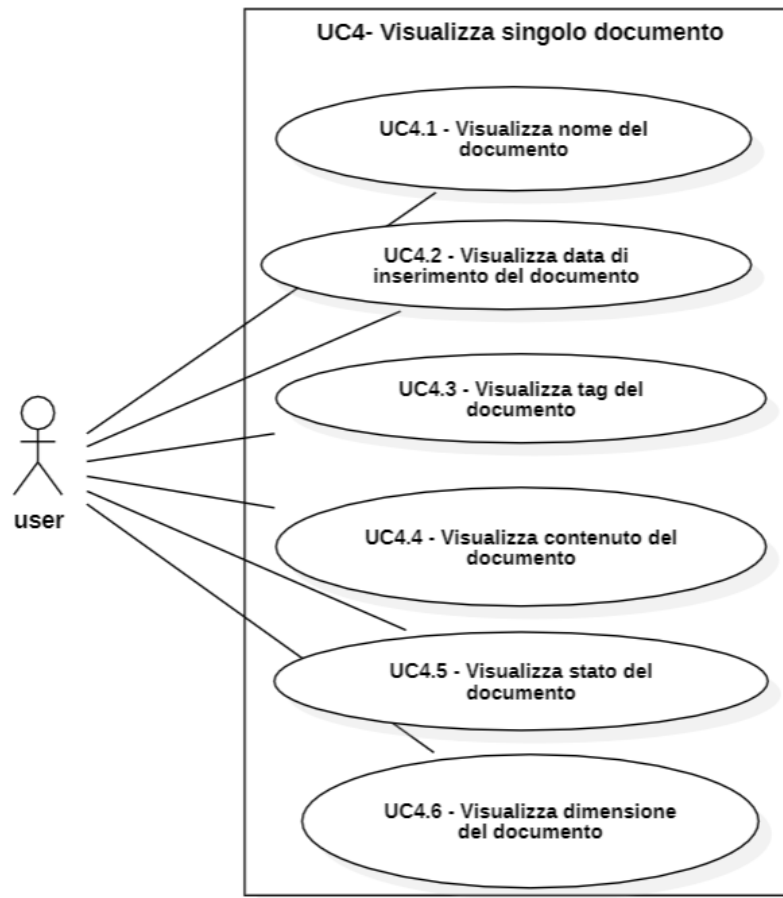 UC4- Visualizza singolo documento
UC4.1 - Visualizza nome del
documento
UC4.2 - Visualizza data di
inserimento del documento
UC4.3 - Visualizza tag del
documento
user
UC4.4 - Visualizza contenuto del
documento
UC4.5 - Visualizza stato del
documento
UC4.6 - Visualizza dimensione
del documento